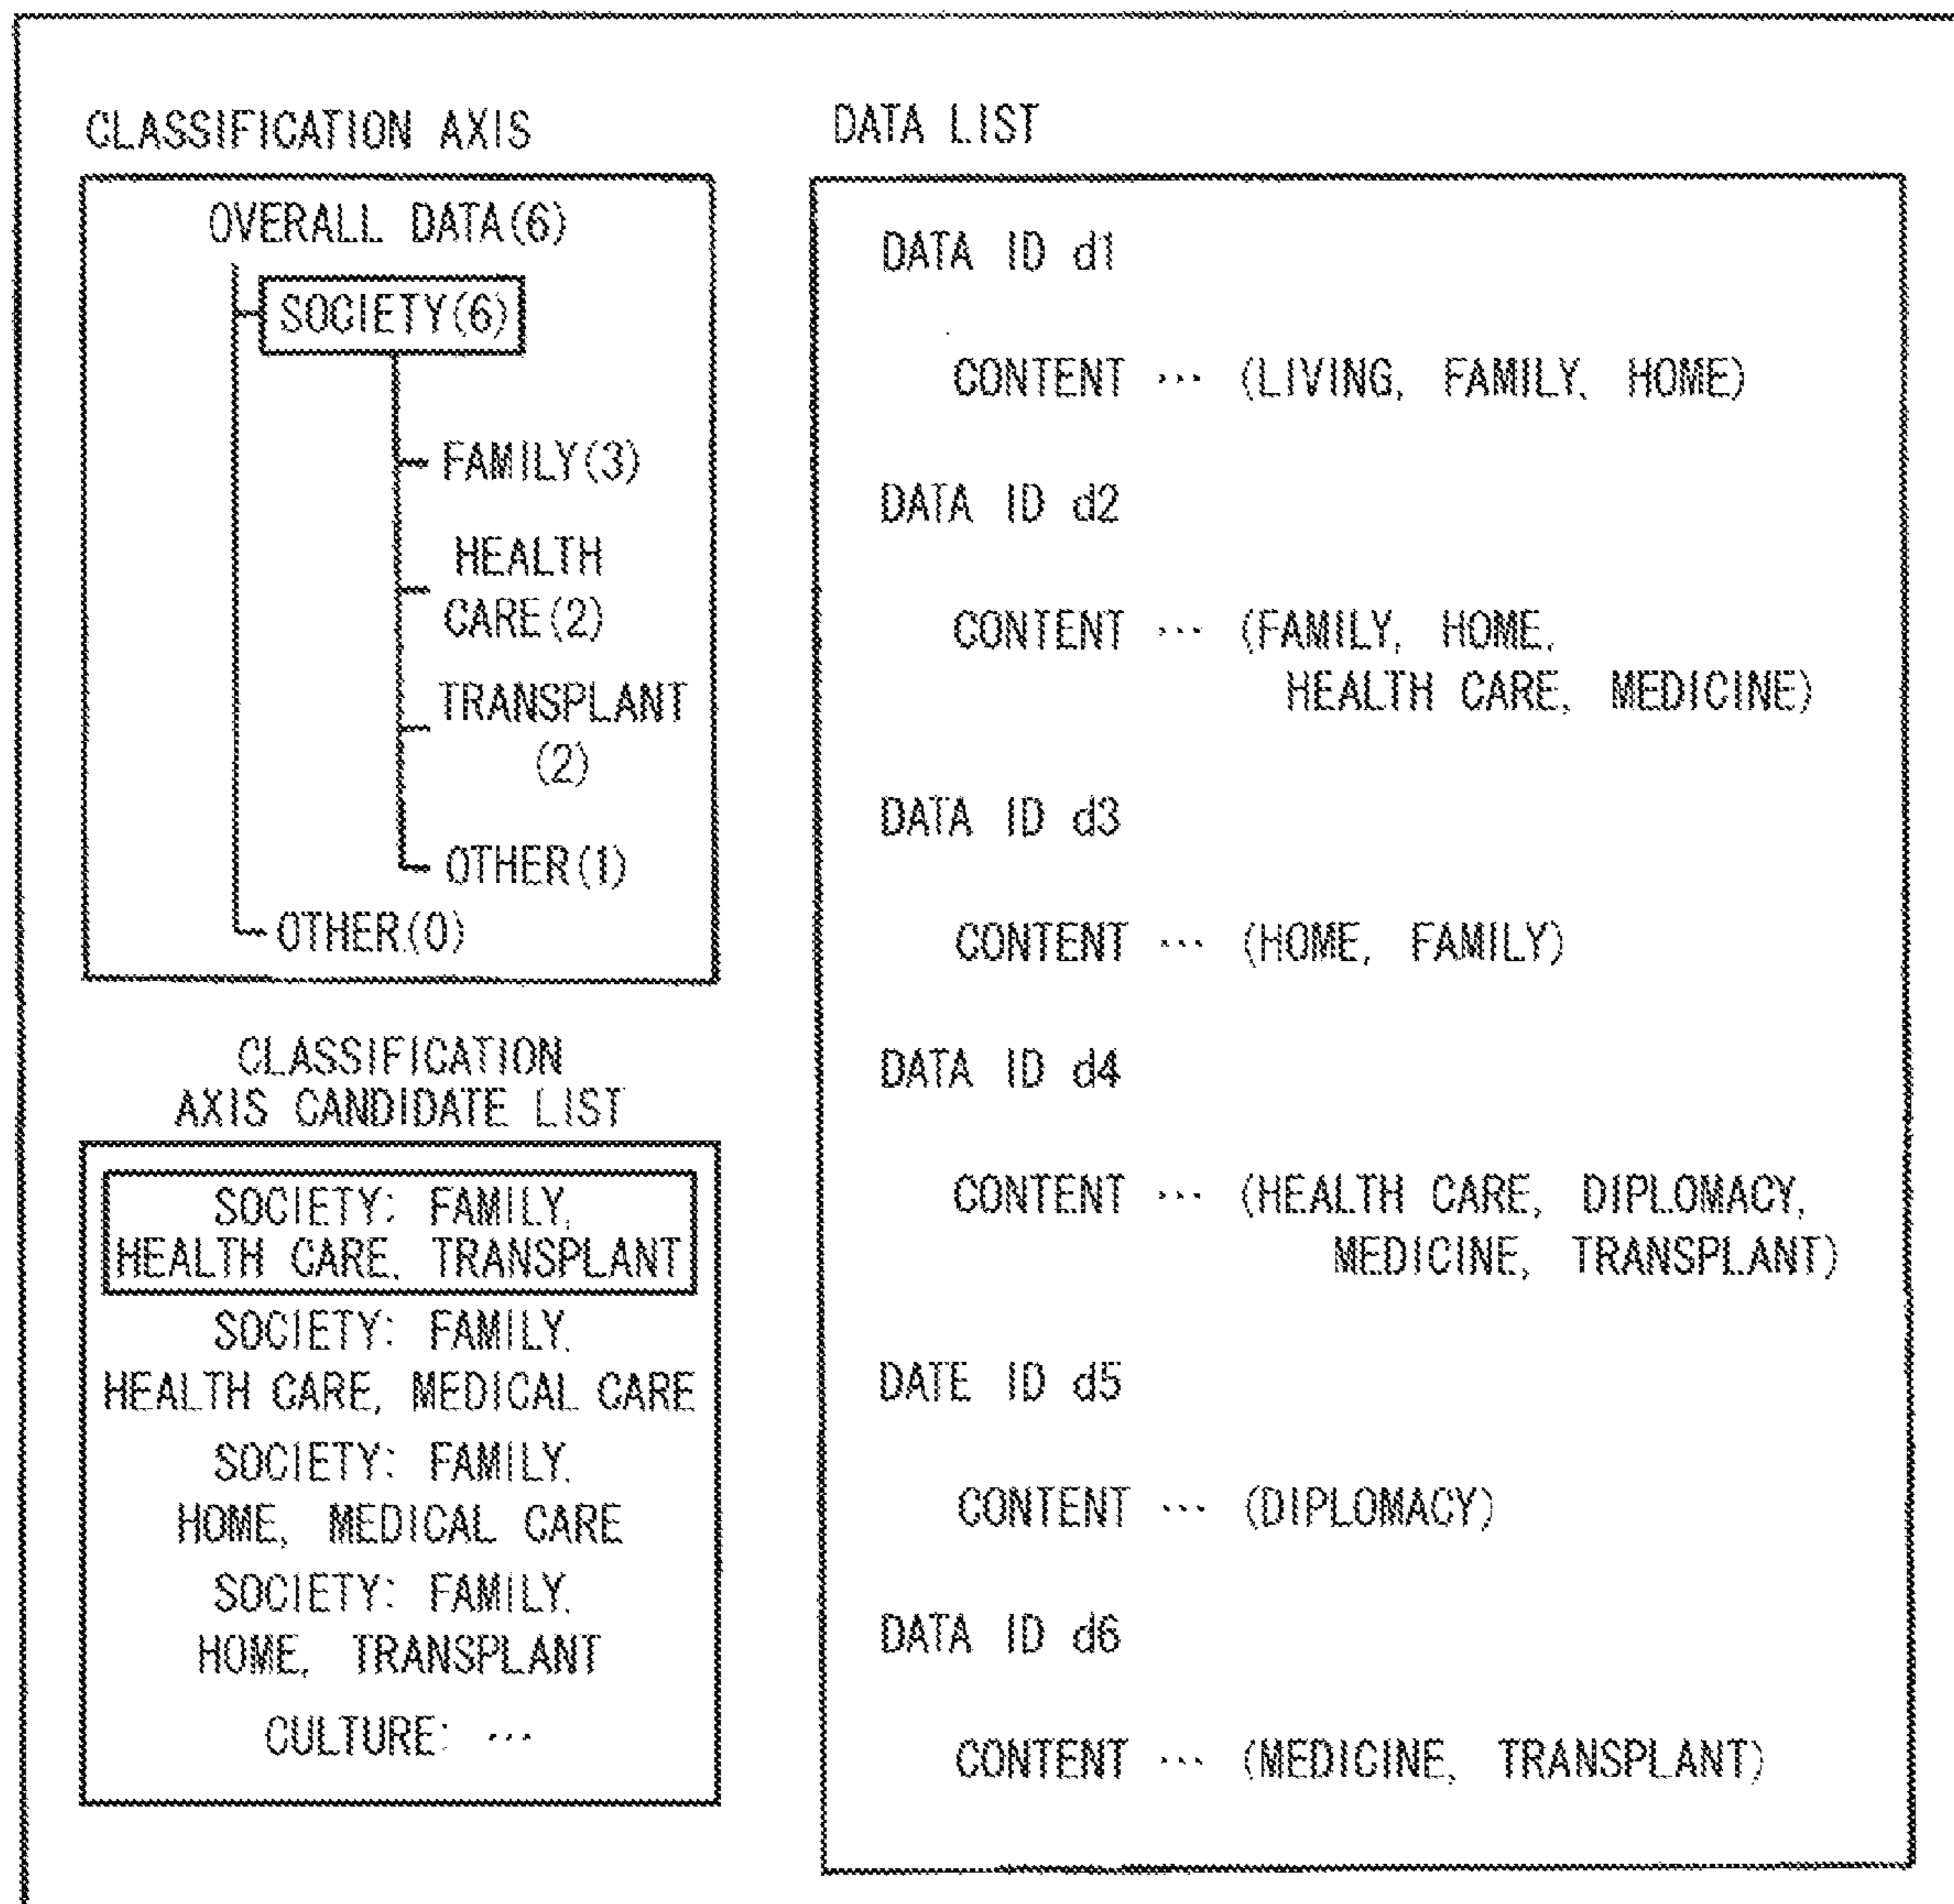 CLASSIFICATION AXIS
OVERALL DATA(6)
SOCIETY(6)
FAMILY(3)
HEALTH
CARE(2)
TRANSPLANT
(2)
OTHER(1)
OTHER(0)
CLASSIFICATION
AXIS CANDIDATE LIST
SOCIETY: FAMILY,
HEALTH CARE, TRANSPLANT
SOCIETY: FAMILY,
HEALTH CARE, MEDICAL CARE
SOCIETY: FAMILY,
HOME, MEDICAL CARE
SOCIETY: FAMILY,
HOME, TRANSPLANT
CULTURE: ...
DATA LIST
DATA ID d1
CONTENT ... (LIVING, FAMILY, HOME)
DATA ID d2
CONTENT ... (FAMILY, HOME,
HEALTH CARE, MEDICINE)
DATA ID d3
CONTENT ... (HOME, FAMILY)
DATA ID d4
CONTENT ... (HEALTH CARE, DIPLOMACY,
MEDICINE, TRANSPLANT)
DATE ID d5
CONTENT ... (DIPLOMACY)
DATA ID d6
CONTENT ... (MEDICINE, TRANSPLANT)